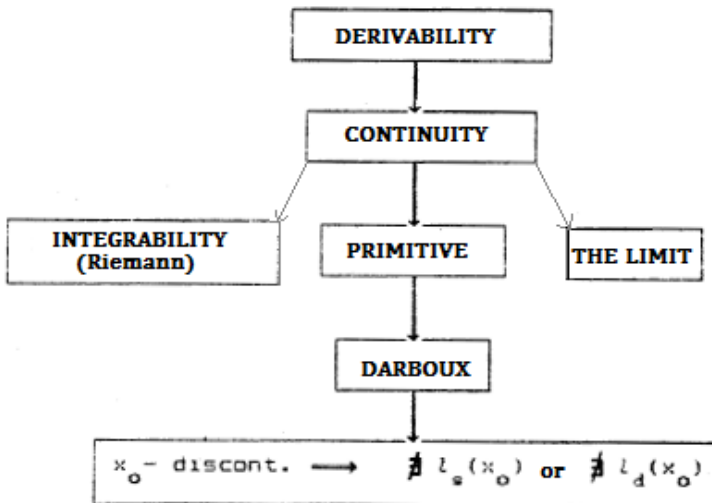 DERIVABILITY
CONTINUITY
INTEGRABILITY
(Riemann)
PRIMITIVE
THE LIMIT
DARBOUX
x₀ - discont. ⟶ ∄ lₛ(x₀) or ∄ l_d(x₀)